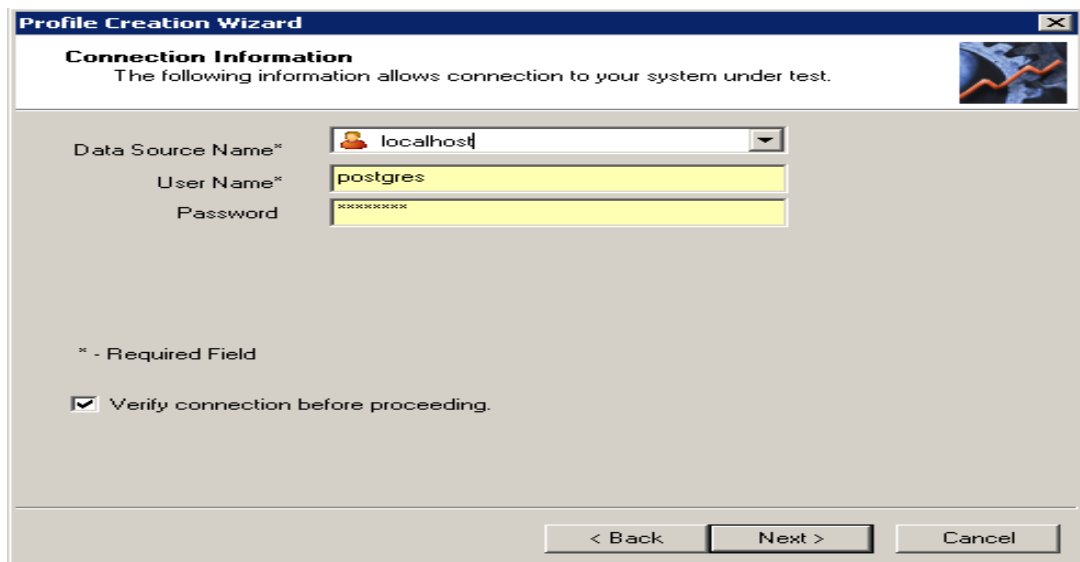 Profile Creation Wizard
Connection Information
The following information allows connection to your system under test.
Data Source Name* localhost
User Name* postgres
Password ********
* - Required Field
Verify connection before proceeding.
< Back Next > Cancel